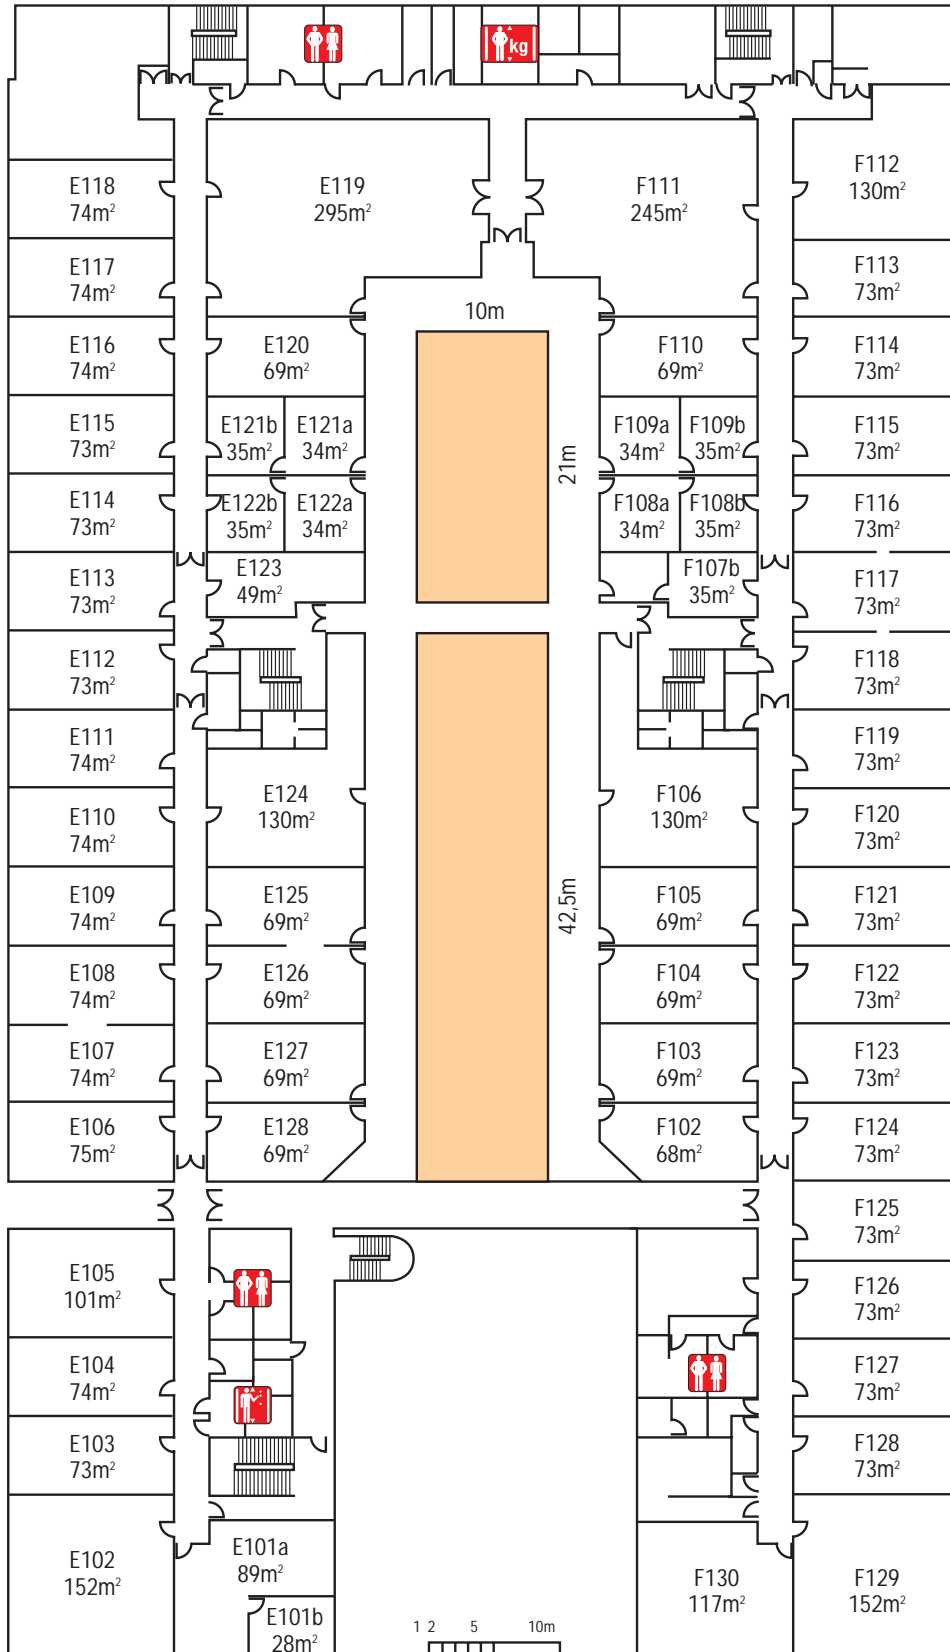 kg
E118
74m²
E119
295m²
F111
245m²
F112
130m²
E117
74m²
F113
73m²
10m
E116
74m²
E120
69m²
F110
69m²
F114
73m²
E115
73m²
E121b
35m²
E121a
34m²
21m
F109a
34m²
F109b
35m²
F115
73m²
E114
73m²
E122b
35m²
E122a
34m²
F108a
34m²
F108b
35m²
F116
73m²
E113
73m²
E123
49m²
F107b
35m²
F117
73m²
E112
73m²
F118
73m²
E111
74m²
F119
73m²
E110
74m²
E124
130m²
F106
130m²
F120
73m²
E109
74m²
E125
69m²
42,5m
F105
69m²
F121
73m²
E108
74m²
E126
69m²
F104
69m²
F122
73m²
E107
74m²
E127
69m²
F103
69m²
F123
73m²
E106
75m²
E128
69m²
F102
68m²
F124
73m²
F125
73m²
E105
101m²
F126
73m²
E104
74m²
F127
73m²
E103
73m²
F128
73m²
E102
152m²
E101a
89m²
E101b
28m²
F130
117m²
F129
152m²
1 2 5 10m